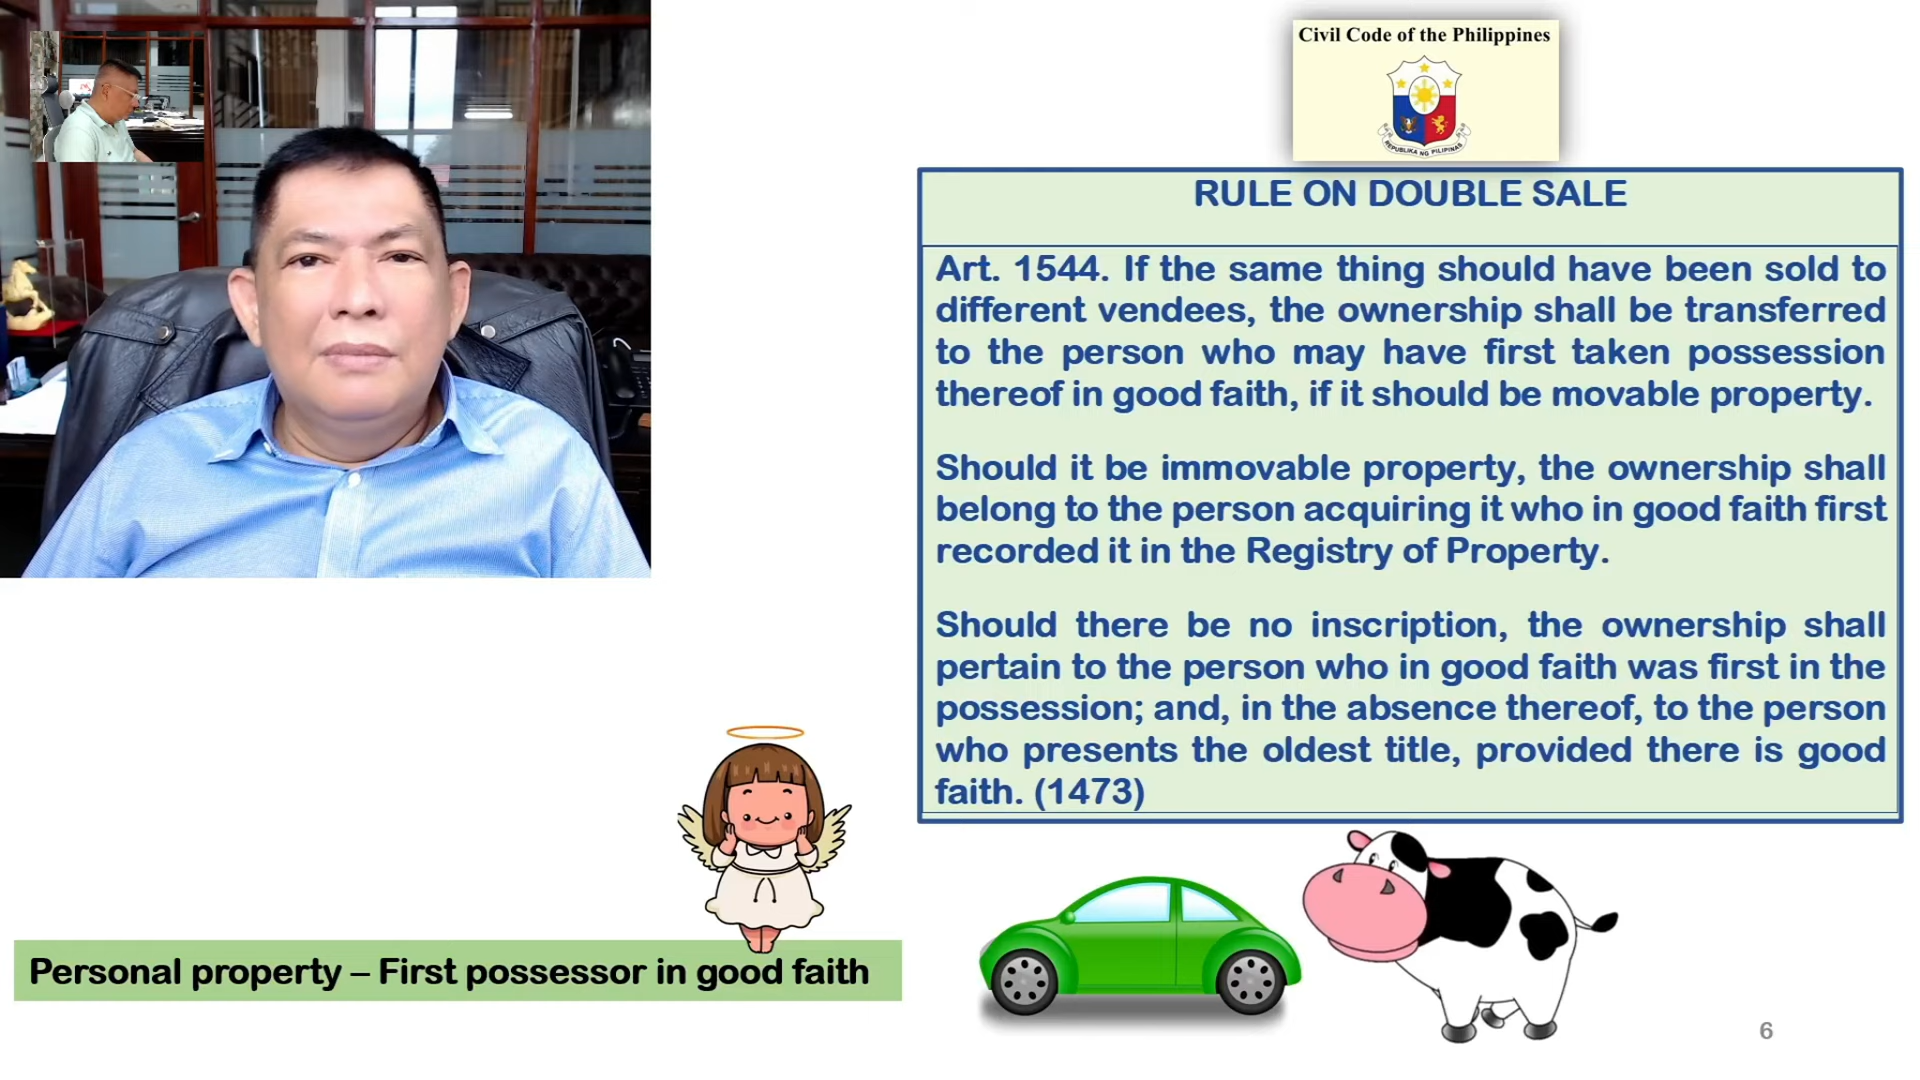 Civil Code of the Philippines
REPUBLIKA NG PILIPINAS
RULE ON DOUBLE SALE
Art. 1544. If the same thing should have been sold to
different vendees, the ownership shall be transferred
to the person who may have first taken possession
thereof in good faith, if it should be movable property.
Should it be immovable property, the ownership shall
belong to the person acquiring it who in good faith first
recorded it in the Registry of Property.
Should there be no inscription, the ownership shall
pertain to the person who in good faith was first in the
possession; and, in the absence thereof, to the person
who presents the oldest title, provided there is good
faith. (1473)
Personal property – First possessor in good faith
6